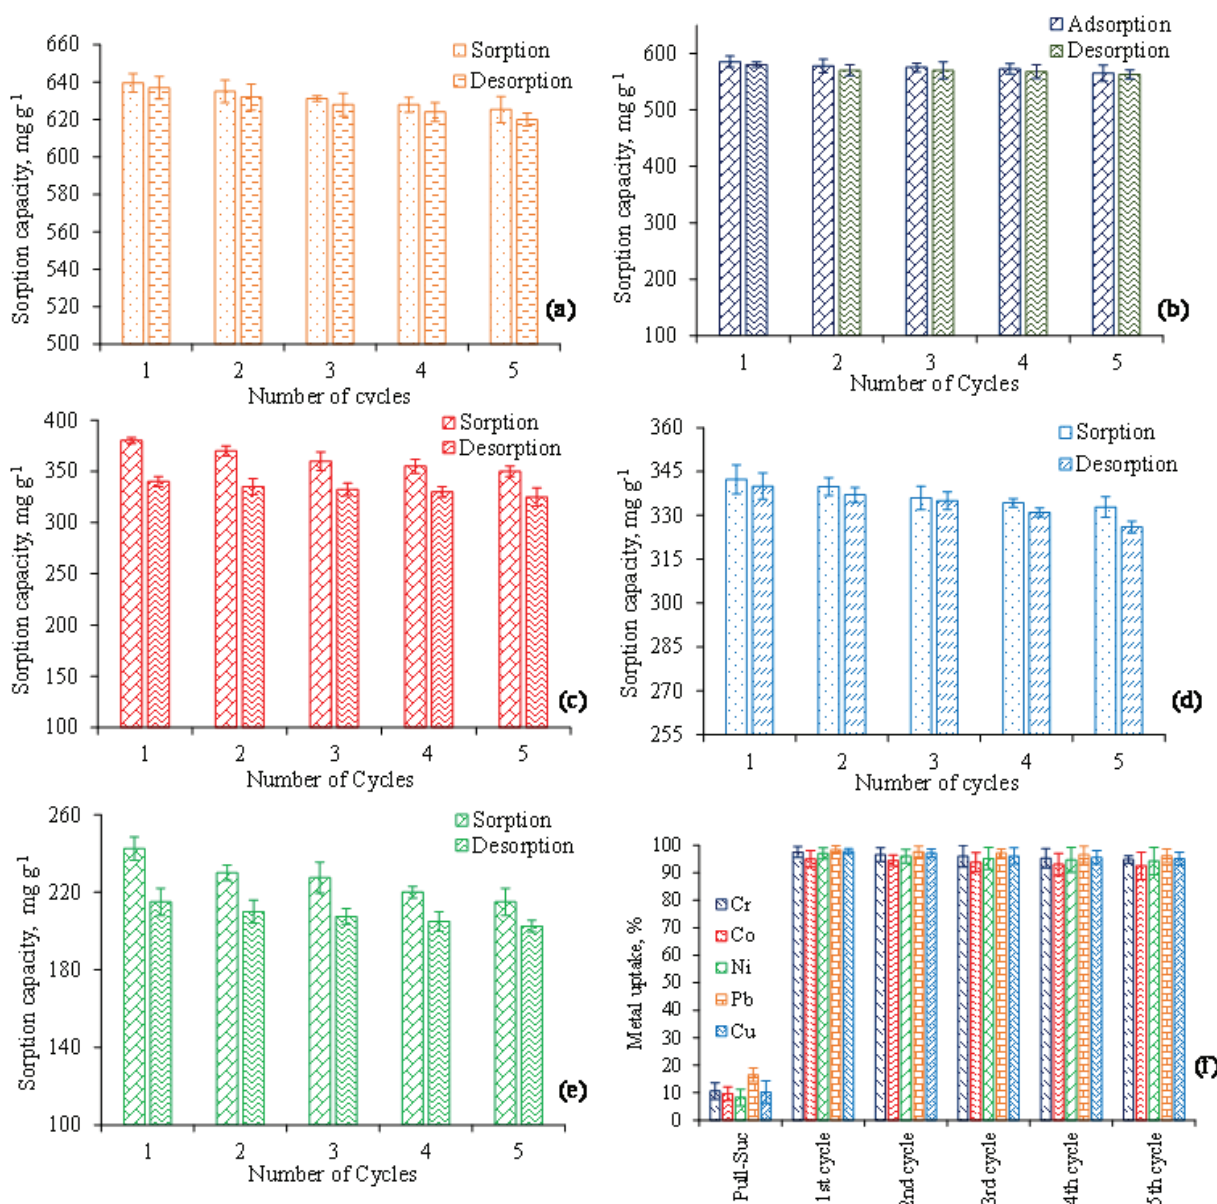 660
640
620
600
580
560
540
520
500
Sorption capacity, mg g-1
Sorption
Desorption
(a)
1 2 3 4 5
Number of cycles
600
500
400
300
200
100
Sorption capacity, mg g-1
Adsorption
Desorption
(b)
1 2 3 4 5
Number of Cycles
400
350
300
250
200
150
100
Sorption capacity, mg g-1
Sorption
Desorption
(c)
1 2 3 4 5
Number of Cycles
360
345
330
315
300
285
270
255
Sorption capacity, mg g-1
Sorption
Desorption
(d)
1 2 3 4 5
Number of cycles
260
220
180
140
100
Sorption capacity, mg g-1
Sorption
Desorption
(e)
1 2 3 4 5
Number of Cycles
100
90
80
70
60
50
40
30
20
10
0
Metal uptake, %
Cr
Co
Ni
Pb
Cu
(f)
Pull-Suc
1st cycle
2nd cycle
3rd cycle
4th cycle
5th cycle